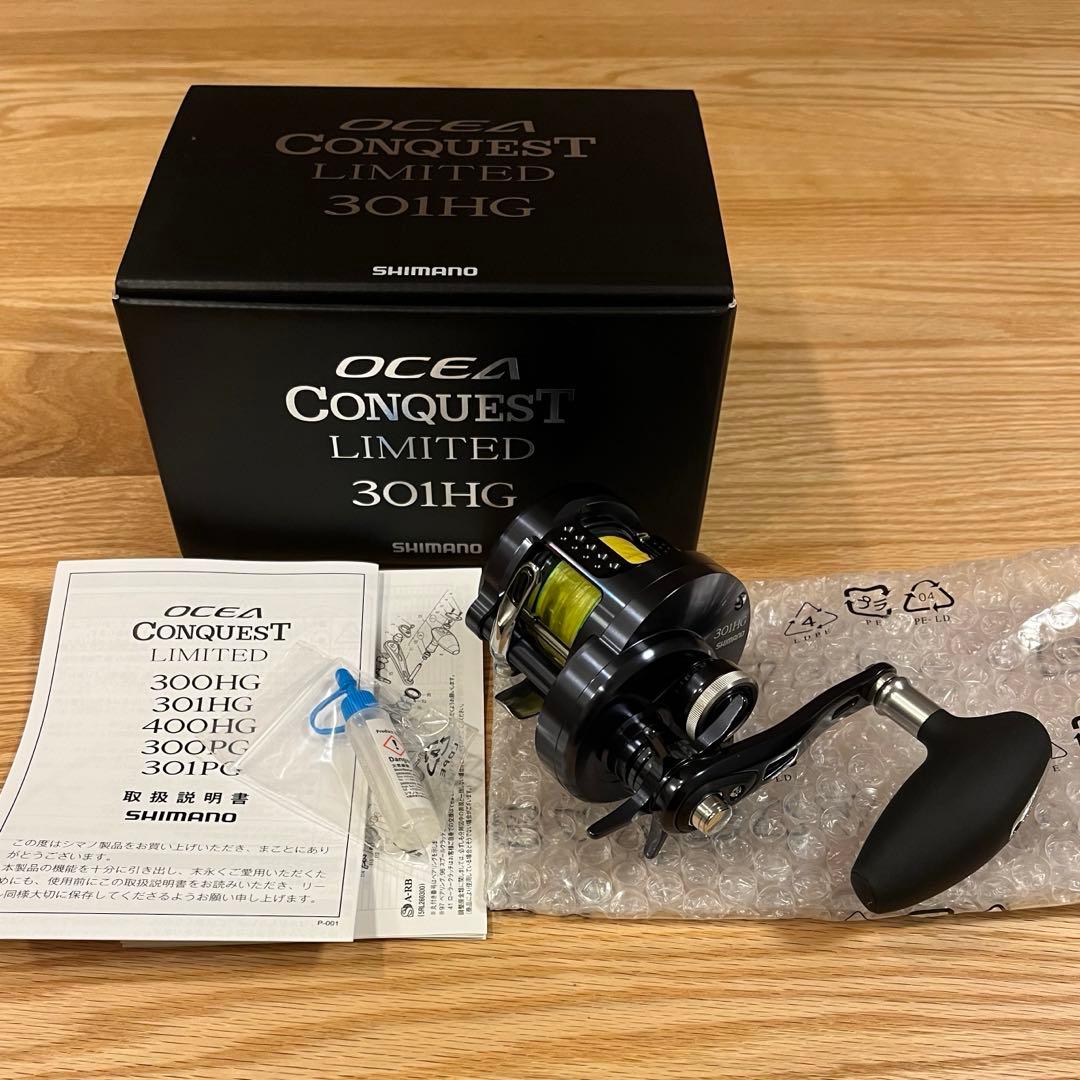 OCEA
CONQUEST
LIMITED
301HG
SHIMANO
OCEA
CONQUEST
LIMITED
301HG
SHIMANO
OCEA
CONQUEST
LIMITED
300HG
301HG
400HG
300PG
301PG
取扱説明書
SHIMANO
この度はシマノ製品をお買い上げいただき、まことにあり
がとうございます。
本製品の機能を十分に引き出し、末永くご愛用いただくた
めにも、使用前にこの取扱説明書をお読みいただき、リー
同様大切に保存してくださるようお願い申し上げます。
P-001
A-RB
301HG
SHIMANO
4
LDPE
プラ
PE
04
PE-LD